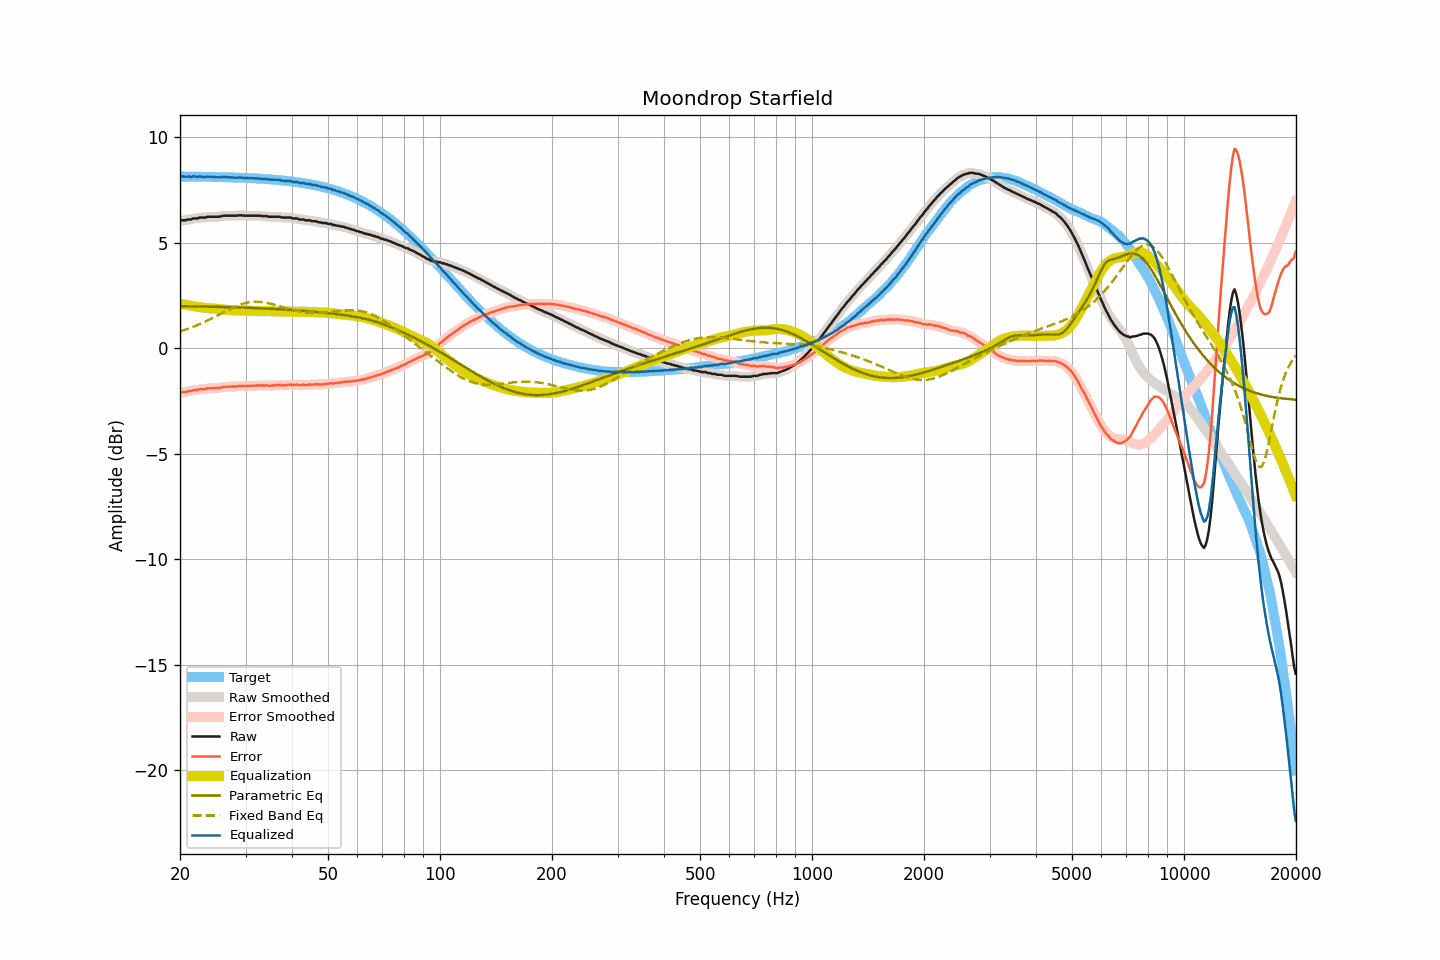 Moondrop Starfield
10
5
0
−5
−10
−15
−20
Amplitude (dBr)
Target
Raw Smoothed
Error Smoothed
Raw
Error
Equalization
Parametric Eq
Fixed Band Eq
Equalized
20 50 100 200 500 1000 2000 5000 10000 20000
Frequency (Hz)